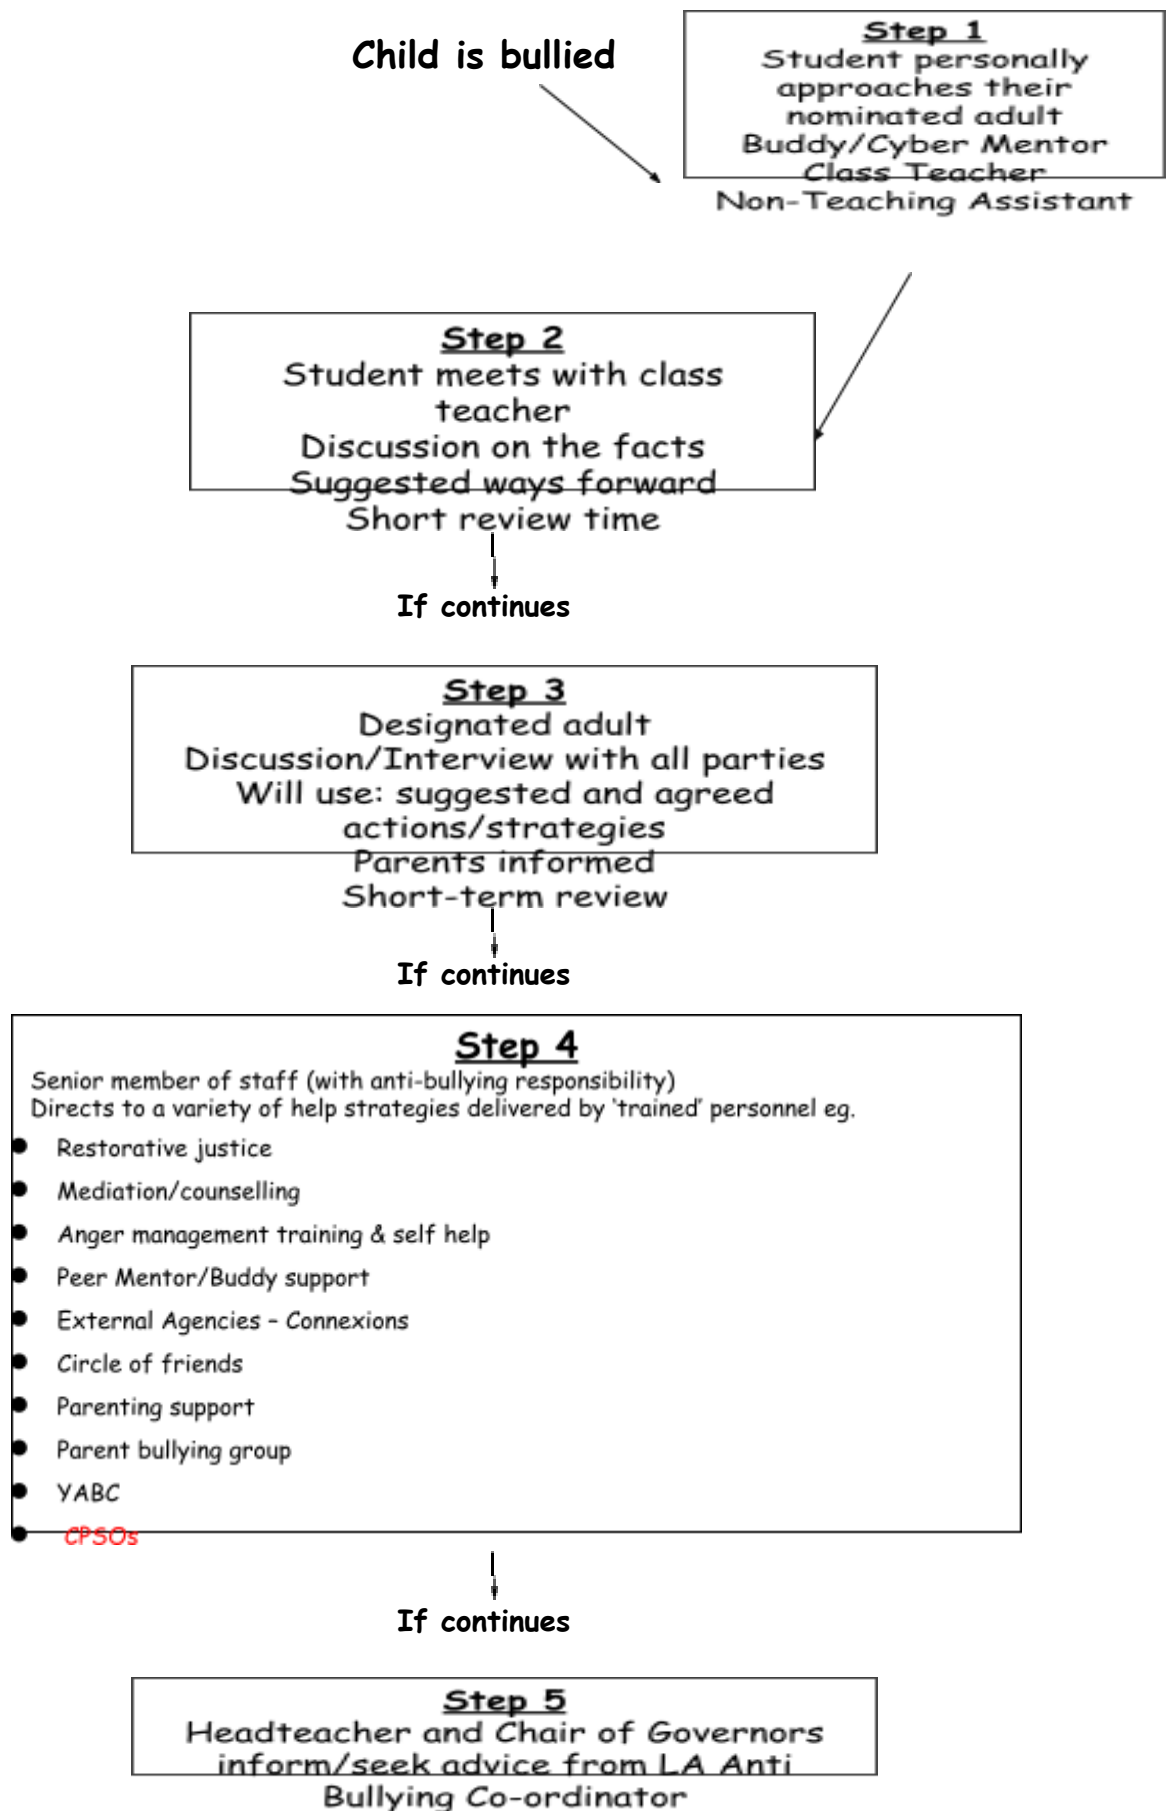 Child is bullied
Step 1
Student personally
approaches their
nominated adult
Buddy/Cyber Mentor
Class Teacher
Non-Teaching Assistant
Step 2
Student meets with class
teacher
Discussion on the facts
Suggested ways forward
Short review time
If continues
Step 3
Designated adult
Discussion/Interview with all parties
Will use: suggested and agreed
actions/strategies
Parents informed
Short-term review
If continues
Step 4
Senior member of staff (with anti-bullying responsibility)
Directs to a variety of help strategies delivered by ‘trained’ personnel eg.
● Restorative justice
● Mediation/counselling
● Anger management training & self help
● Peer Mentor/Buddy support
● External Agencies – Connexions
● Circle of friends
● Parenting support
● Parent bullying group
● YABC
● CPSOs
If continues
Step 5
Headteacher and Chair of Governors
inform/seek advice from LA Anti
Bullying Co-ordinator